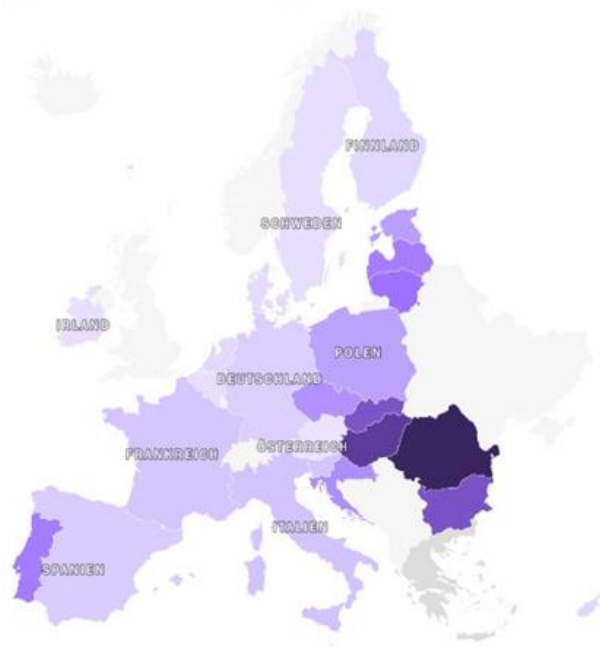 FINNLAND
SCHWEDEN
IRLAND
POLEN
DEUTSCHLAND
ÖSTERREICH
FRANKREICH
ITALIEN
SPANIEN